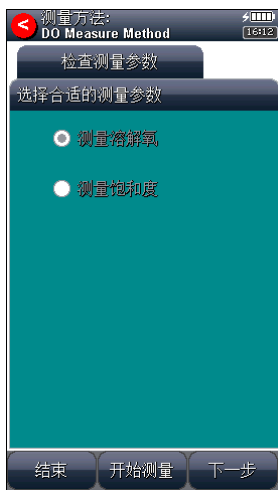 测量方法:
DO Measure Method
16:12
检查测量参数
选择合适的测量参数
测量溶解氧
测量饱和度
结束
开始测量
下一步